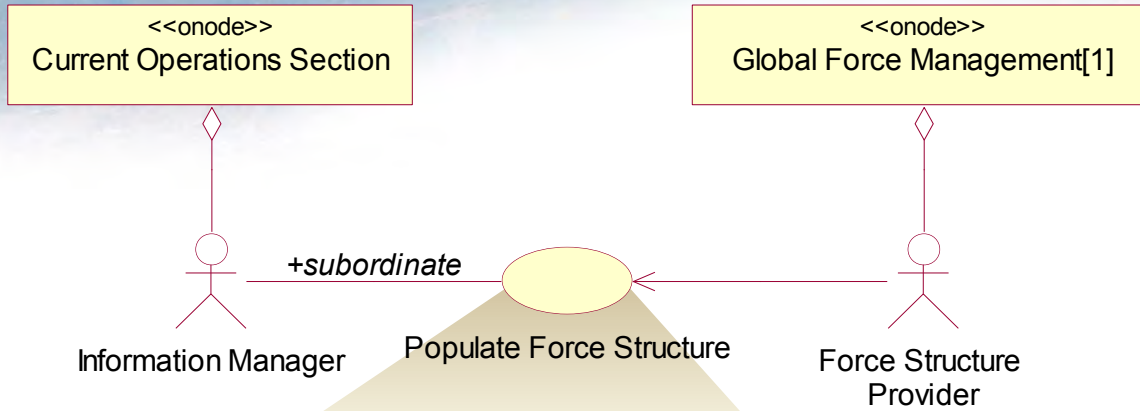 <<onode>>
Current Operations Section
<<onode>>
Global Force Management[1]
+subordinate
Information Manager
Populate Force Structure
Force Structure
Provider